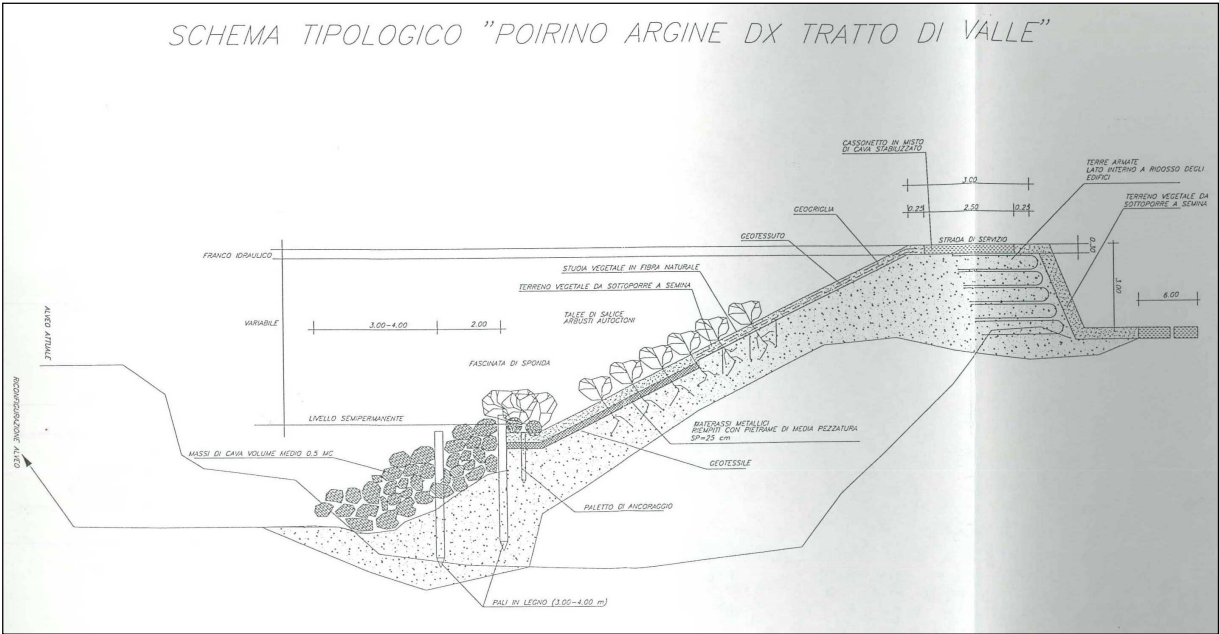 SCHEMA TIPOLOGICO "POIRINO ARGINE DX TRATTO DI VALLE"
CASSONETTO IN MISTO
DI CAVA STABILIZZATO
TERRE ARMATE
LATO INTERNO A RIDOSSO DEGLI
EDIFICI
3.00
TERRENO VEGETALE DA
SOTTOPORRE A SEMINA
GEOGRIGLIA
0.25
2.50
0.25
GEOTESSUTO
STRADA DI SERVIZIO
0.30
FRANCO IDRAULICO
STUOIA VEGETALE IN FIBRA NATURALE
TERRENO VEGETALE DA SOTTOPORRE A SEMINA
3.00
6.00
TALEE DI SALICE
ARBUSTI AUTOCTONI
VARIABILE
3.00-4.00
2.00
ALVEO ATTUALE
FASCINATA DI SPONDA
RICONFIGURAZIONE ALVEO
LIVELLO SEMIPERMANENTE
MATERASSI METALLICI
RIEMPITI CON PIETRAME DI MEDIA PEZZATURA
SP=25 cm
MASSI DI CAVA VOLUME MEDIO 0.5 MC
GEOTESSILE
PALETTO DI ANCORAGGIO
PALI IN LEGNO (3.00-4.00 m)